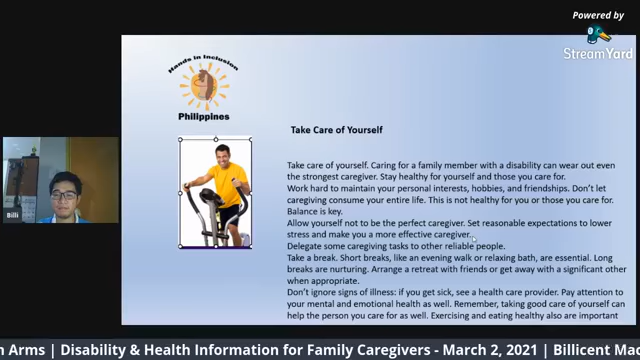 Powered by
StreamYard
Hands in Inclusion
Philippines
Take Care of Yourself
Take care of yourself. Caring for a family member with a disability can wear out even
the strongest caregiver. Stay healthy for yourself and those you care for.
Work hard to maintain your personal interests, hobbies, and friendships. Don't let
caregiving consume your entire life. This is not healthy for you or those you care for.
Balance is key.
Allow yourself not to be the perfect caregiver. Set reasonable expectations to lower
stress and make you a more effective caregiver.
Delegate some caregiving tasks to other reliable people.
Take a break. Short breaks, like an evening walk or relaxing bath, are essential. Long
breaks are nurturing. Arrange a retreat with friends or get away with a significant other
when appropriate.
Don't ignore signs of illness: if you get sick, see a health care provider. Pay attention to
your mental and emotional health as well. Remember, taking good care of yourself can
help the person you care for as well. Exercising and eating healthy also are important
Billi
n Arms | Disability & Health Information for Family Caregivers - March 2, 2021 | Billicent Mac